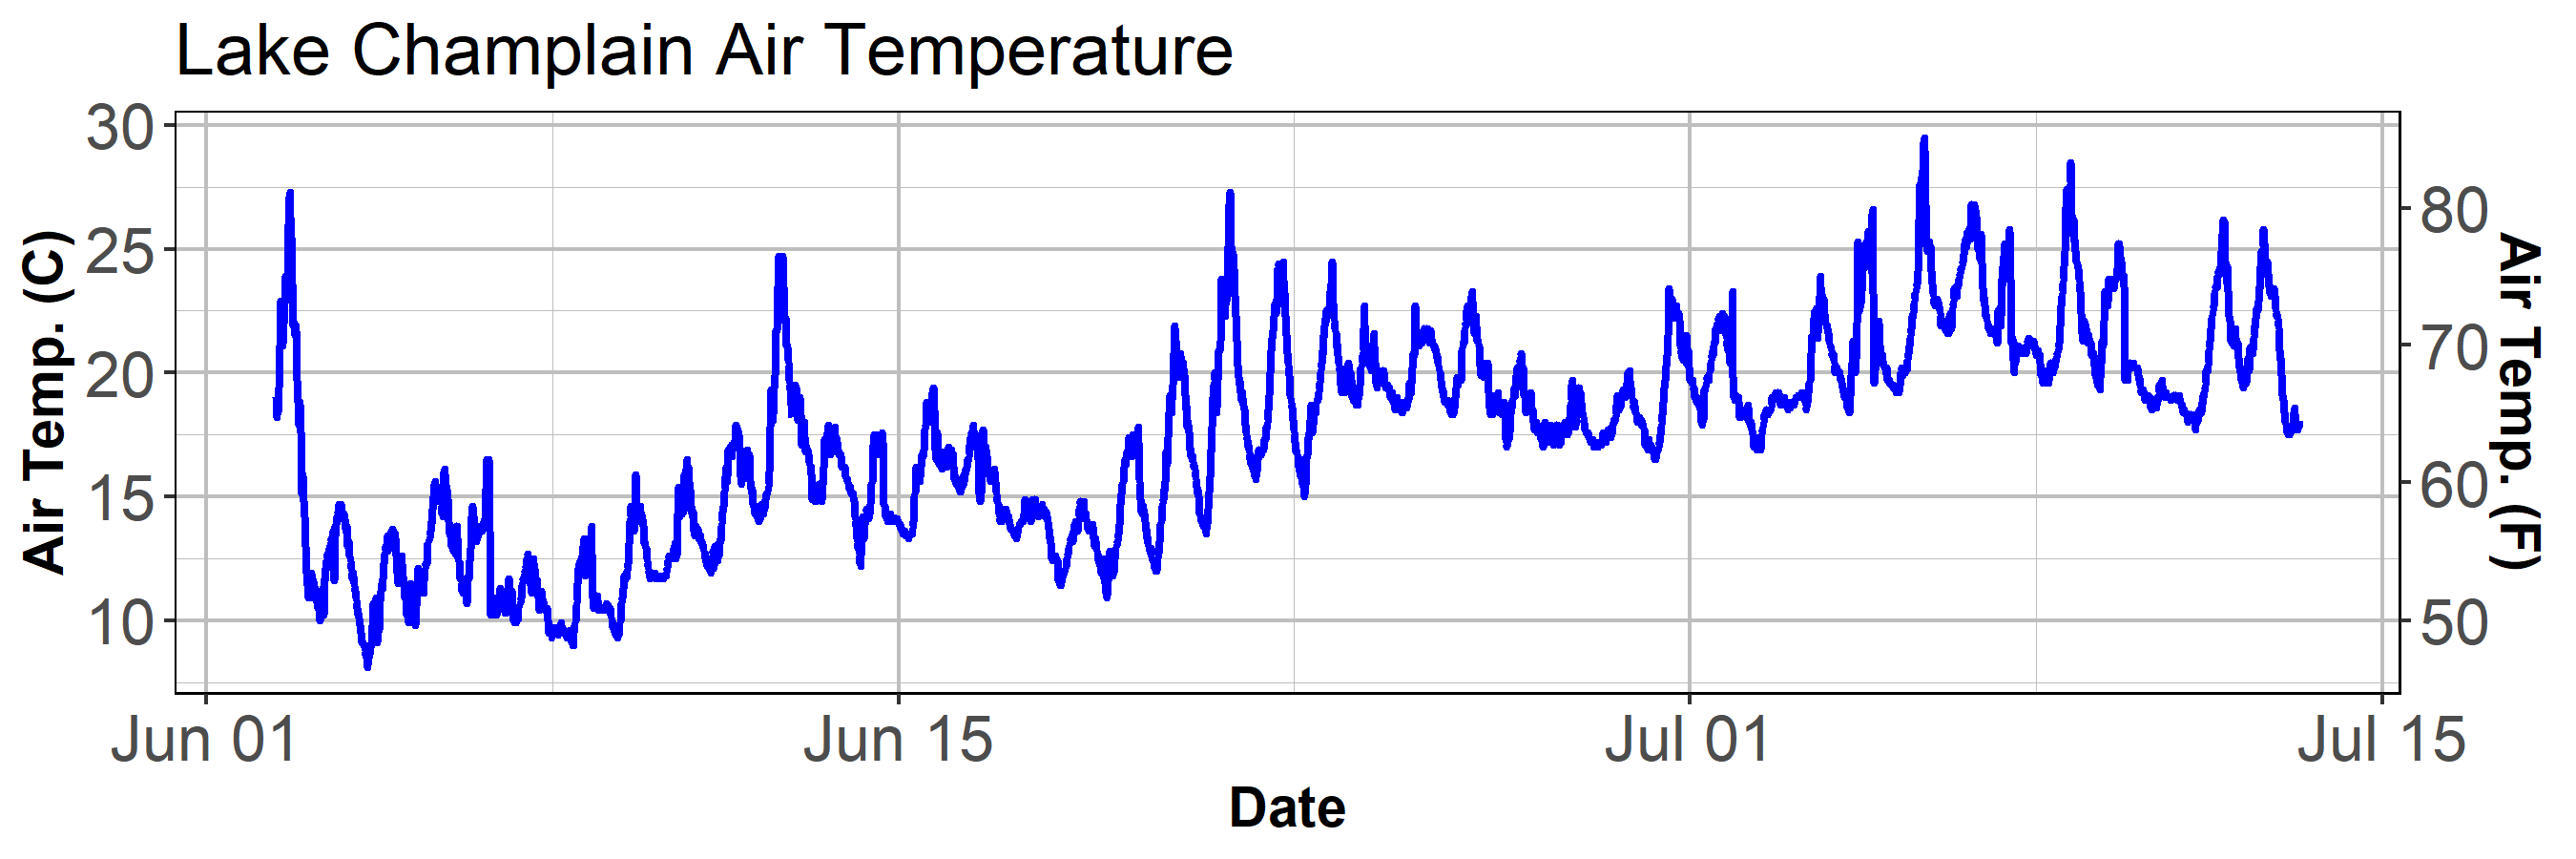 Lake Champlain Air Temperature
30
25
20
15
10
Air Temp. (C)
80
70
60
50
Air Temp. (F)
Jun 01
Jun 15
Jul 01
Jul 15
Date